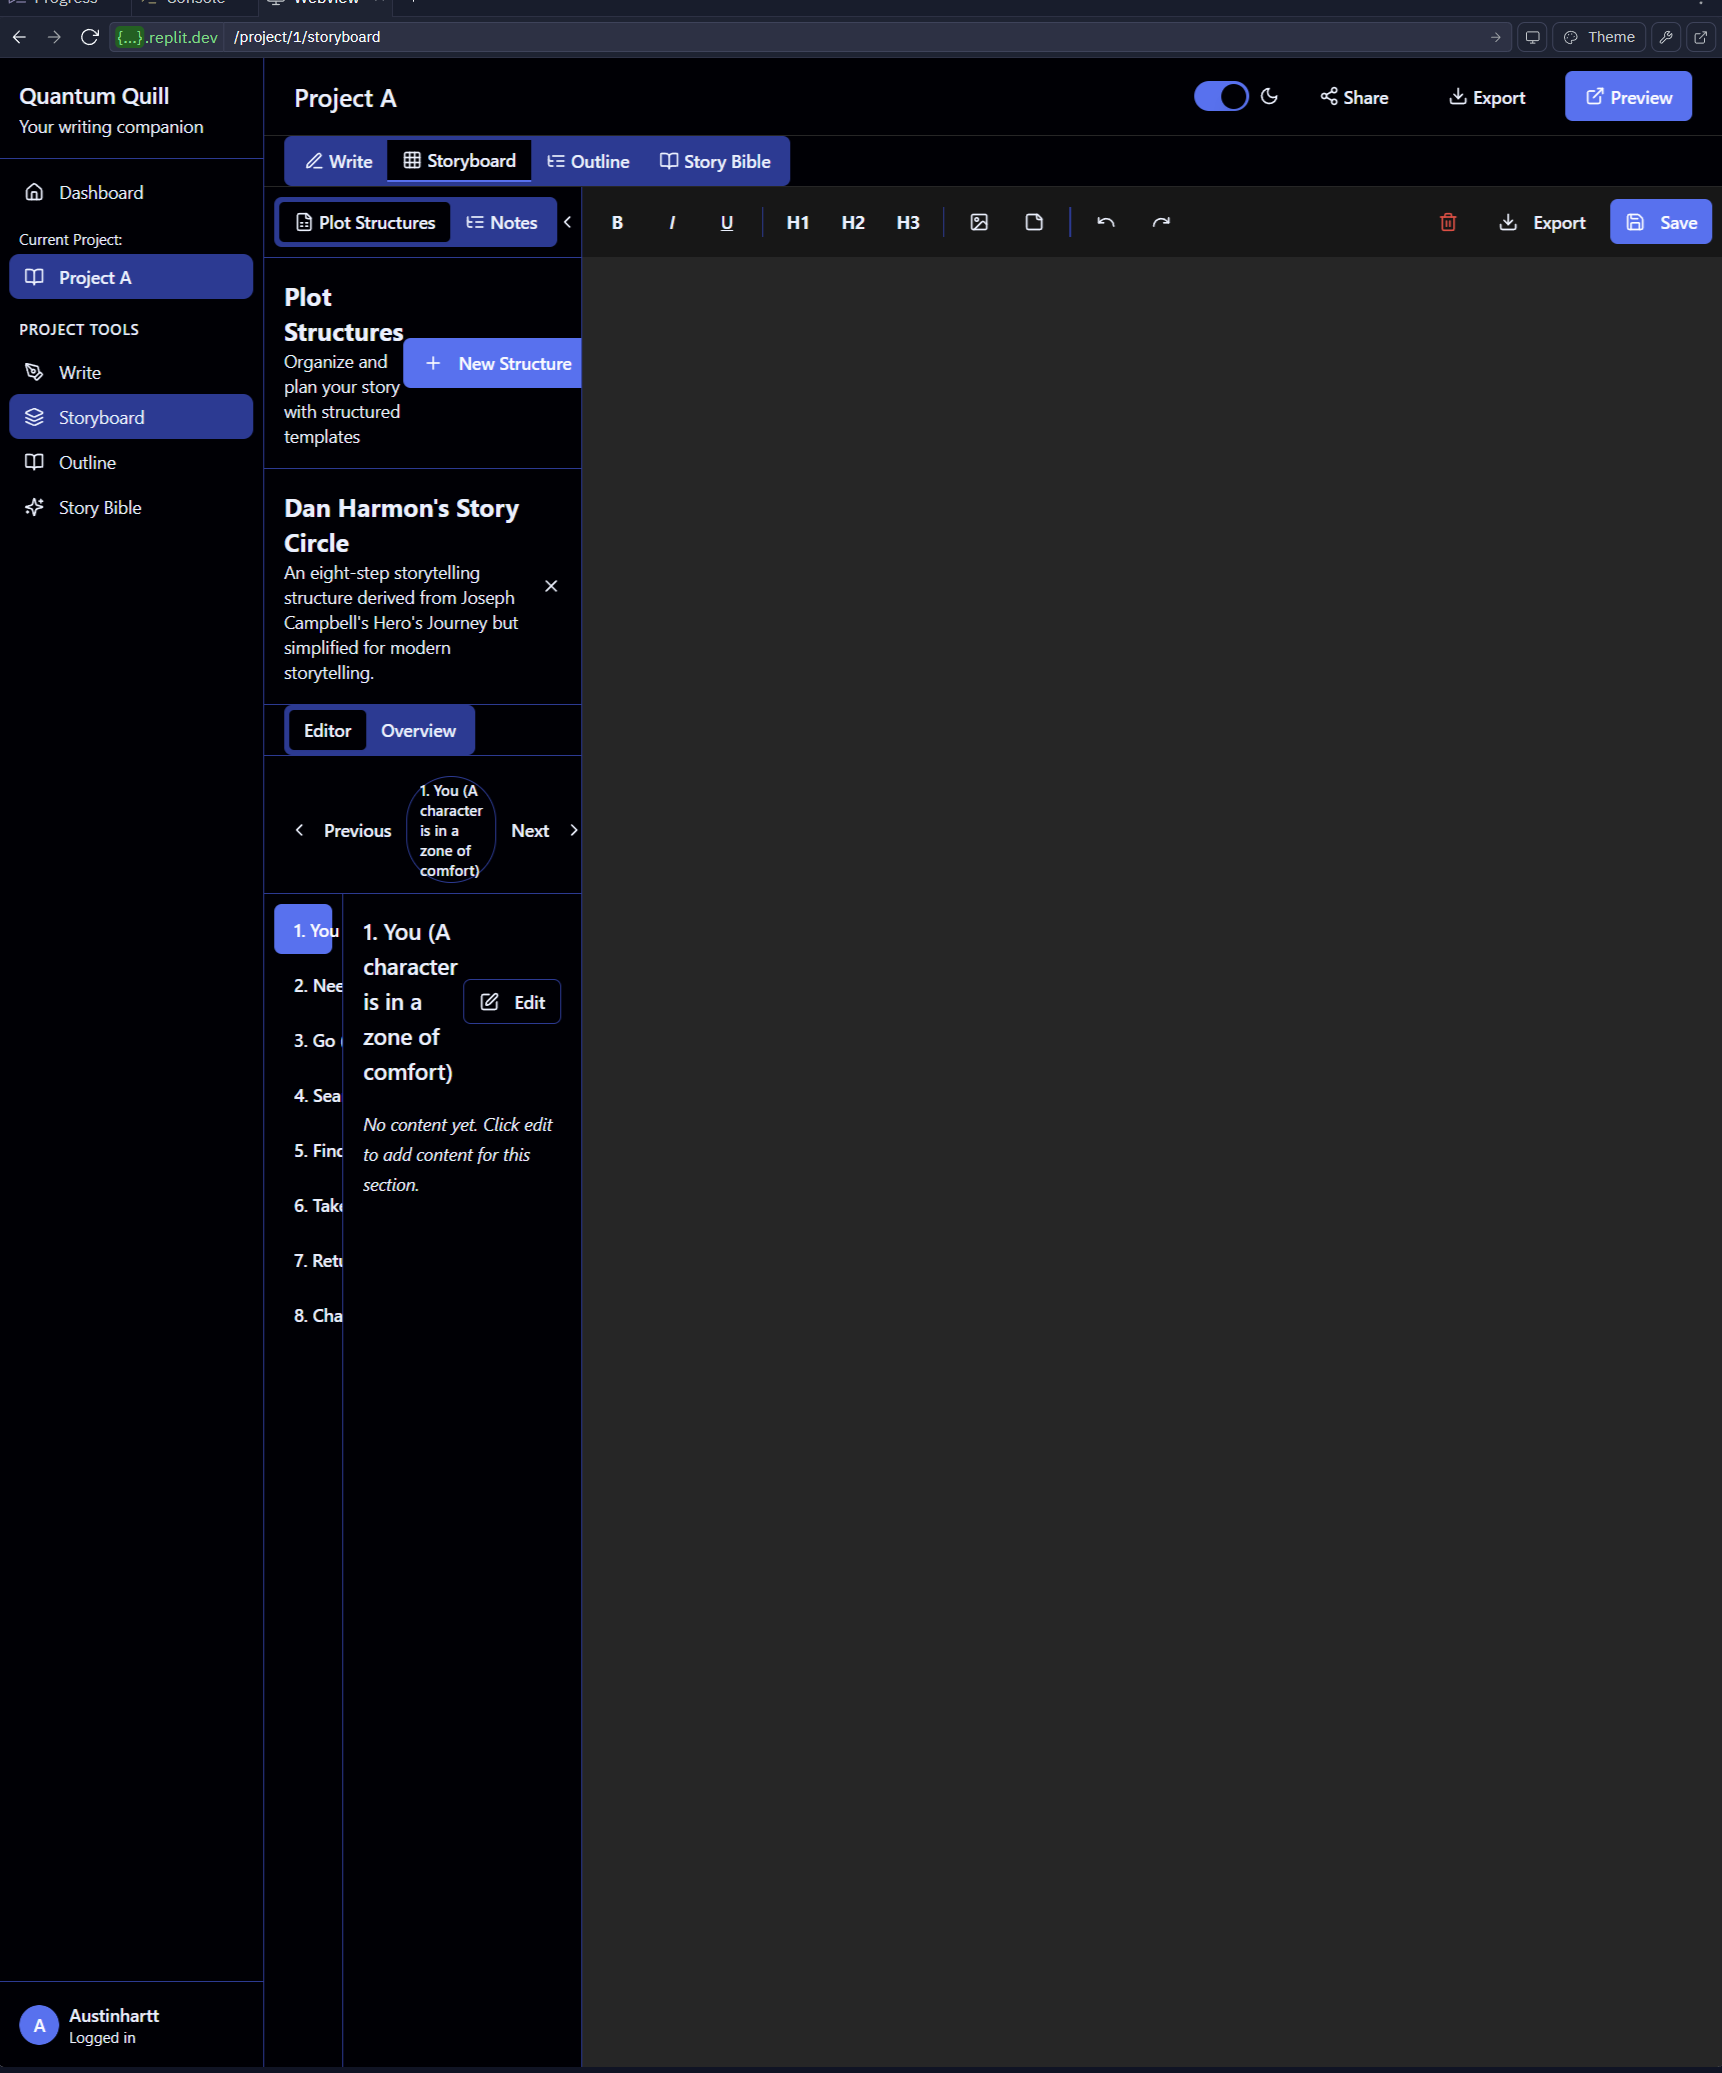 Progress
Console
Webview
{...}.replit.dev /project/1/storyboard
Theme
Quantum Quill
Your writing companion
Dashboard
Current Project:
Project A
PROJECT TOOLS
Write
Storyboard
Outline
Story Bible
Austinhartt
A
Logged in
Project A
Share
Export
Preview
Write
Storyboard
Outline
Story Bible
Plot Structures
Notes
B I U H1 H2 H3
Export
Save
Plot
Structures
Organize and
plan your story
with structured
templates
New Structure
Dan Harmon's Story
Circle
An eight-step storytelling
structure derived from Joseph
Campbell's Hero's Journey but
simplified for modern
storytelling.
Editor
Overview
Previous
1. You (A
character
is in a
zone of
comfort)
Next
1. You
2. Nee
3. Go
4. Sea
5. Find
6. Take
7. Retu
8. Cha
1. You (A
character
is in a
zone of
comfort)
Edit
No content yet. Click edit
to add content for this
section.